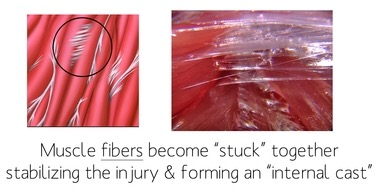 Muscle fibers become "stuck" together
stabilizing the injury & forming an "internal cast"